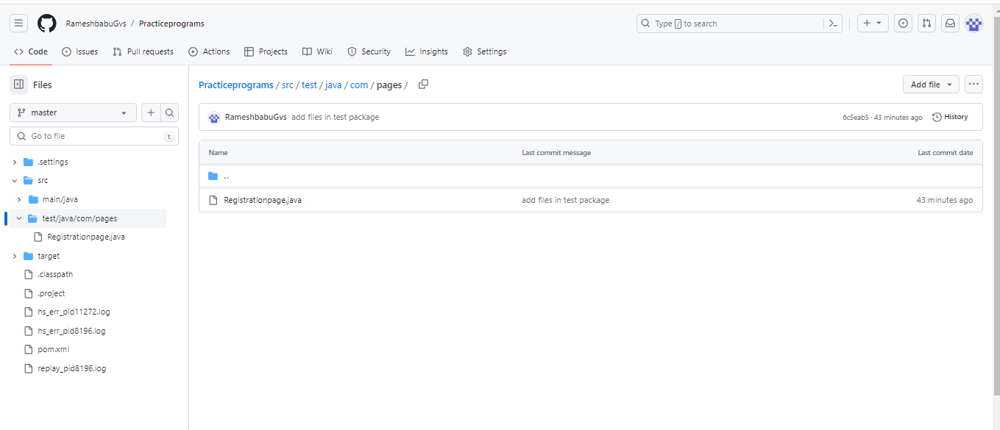 RameshbabuGvs / Practiceprograms
Type / to search
Code Issues Pull requests Actions Projects Wiki Security Insights Settings
Files
master
Go to file t
.settings
src
main/java
test/java/com/pages
Registrationpage.java
target
.classpath
.project
hs_err_pid11272.log
hs_err_pid8196.log
pom.xml
replay_pid8196.log
Practiceprograms / src / test / java / com / pages /
Add file
RameshbabuGvs add files in test package 6c5eab5 · 43 minutes ago History
Name Last commit message Last commit date
..
Registrationpage.java add files in test package 43 minutes ago